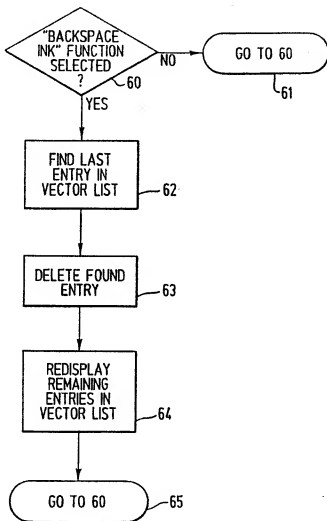 "BACKSPACE
INK" FUNCTION
SELECTED
?
60
NO
GO TO 60
61
YES
FIND LAST
ENTRY IN
VECTOR LIST
62
DELETE FOUND
ENTRY
63
REDISPLAY
REMAINING
ENTRIES IN
VECTOR LIST
64
GO TO 60
65